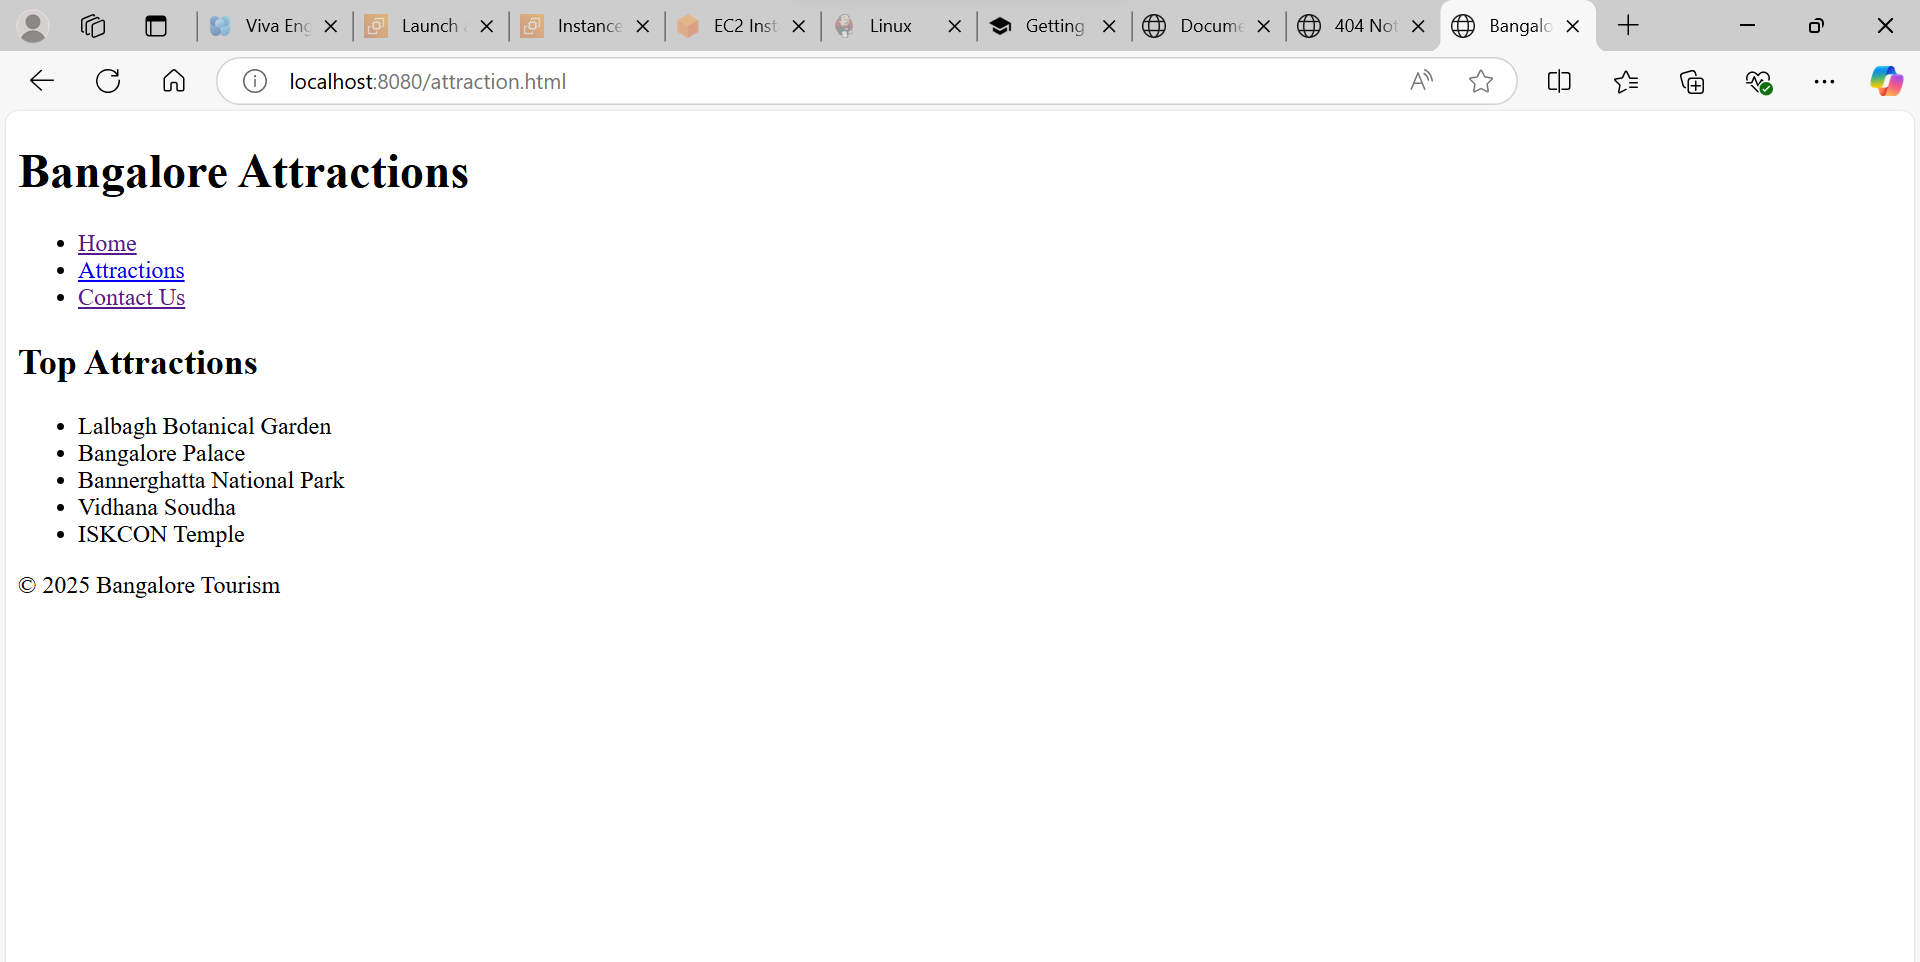 Viva Eng
Launch
Instance
EC2 Inst
Linux
Getting
Docume
404 Not
Bangalo
localhost:8080/attraction.html
Bangalore Attractions
Home
Attractions
Contact Us
Top Attractions
Lalbagh Botanical Garden
Bangalore Palace
Bannerghatta National Park
Vidhana Soudha
ISKCON Temple
© 2025 Bangalore Tourism